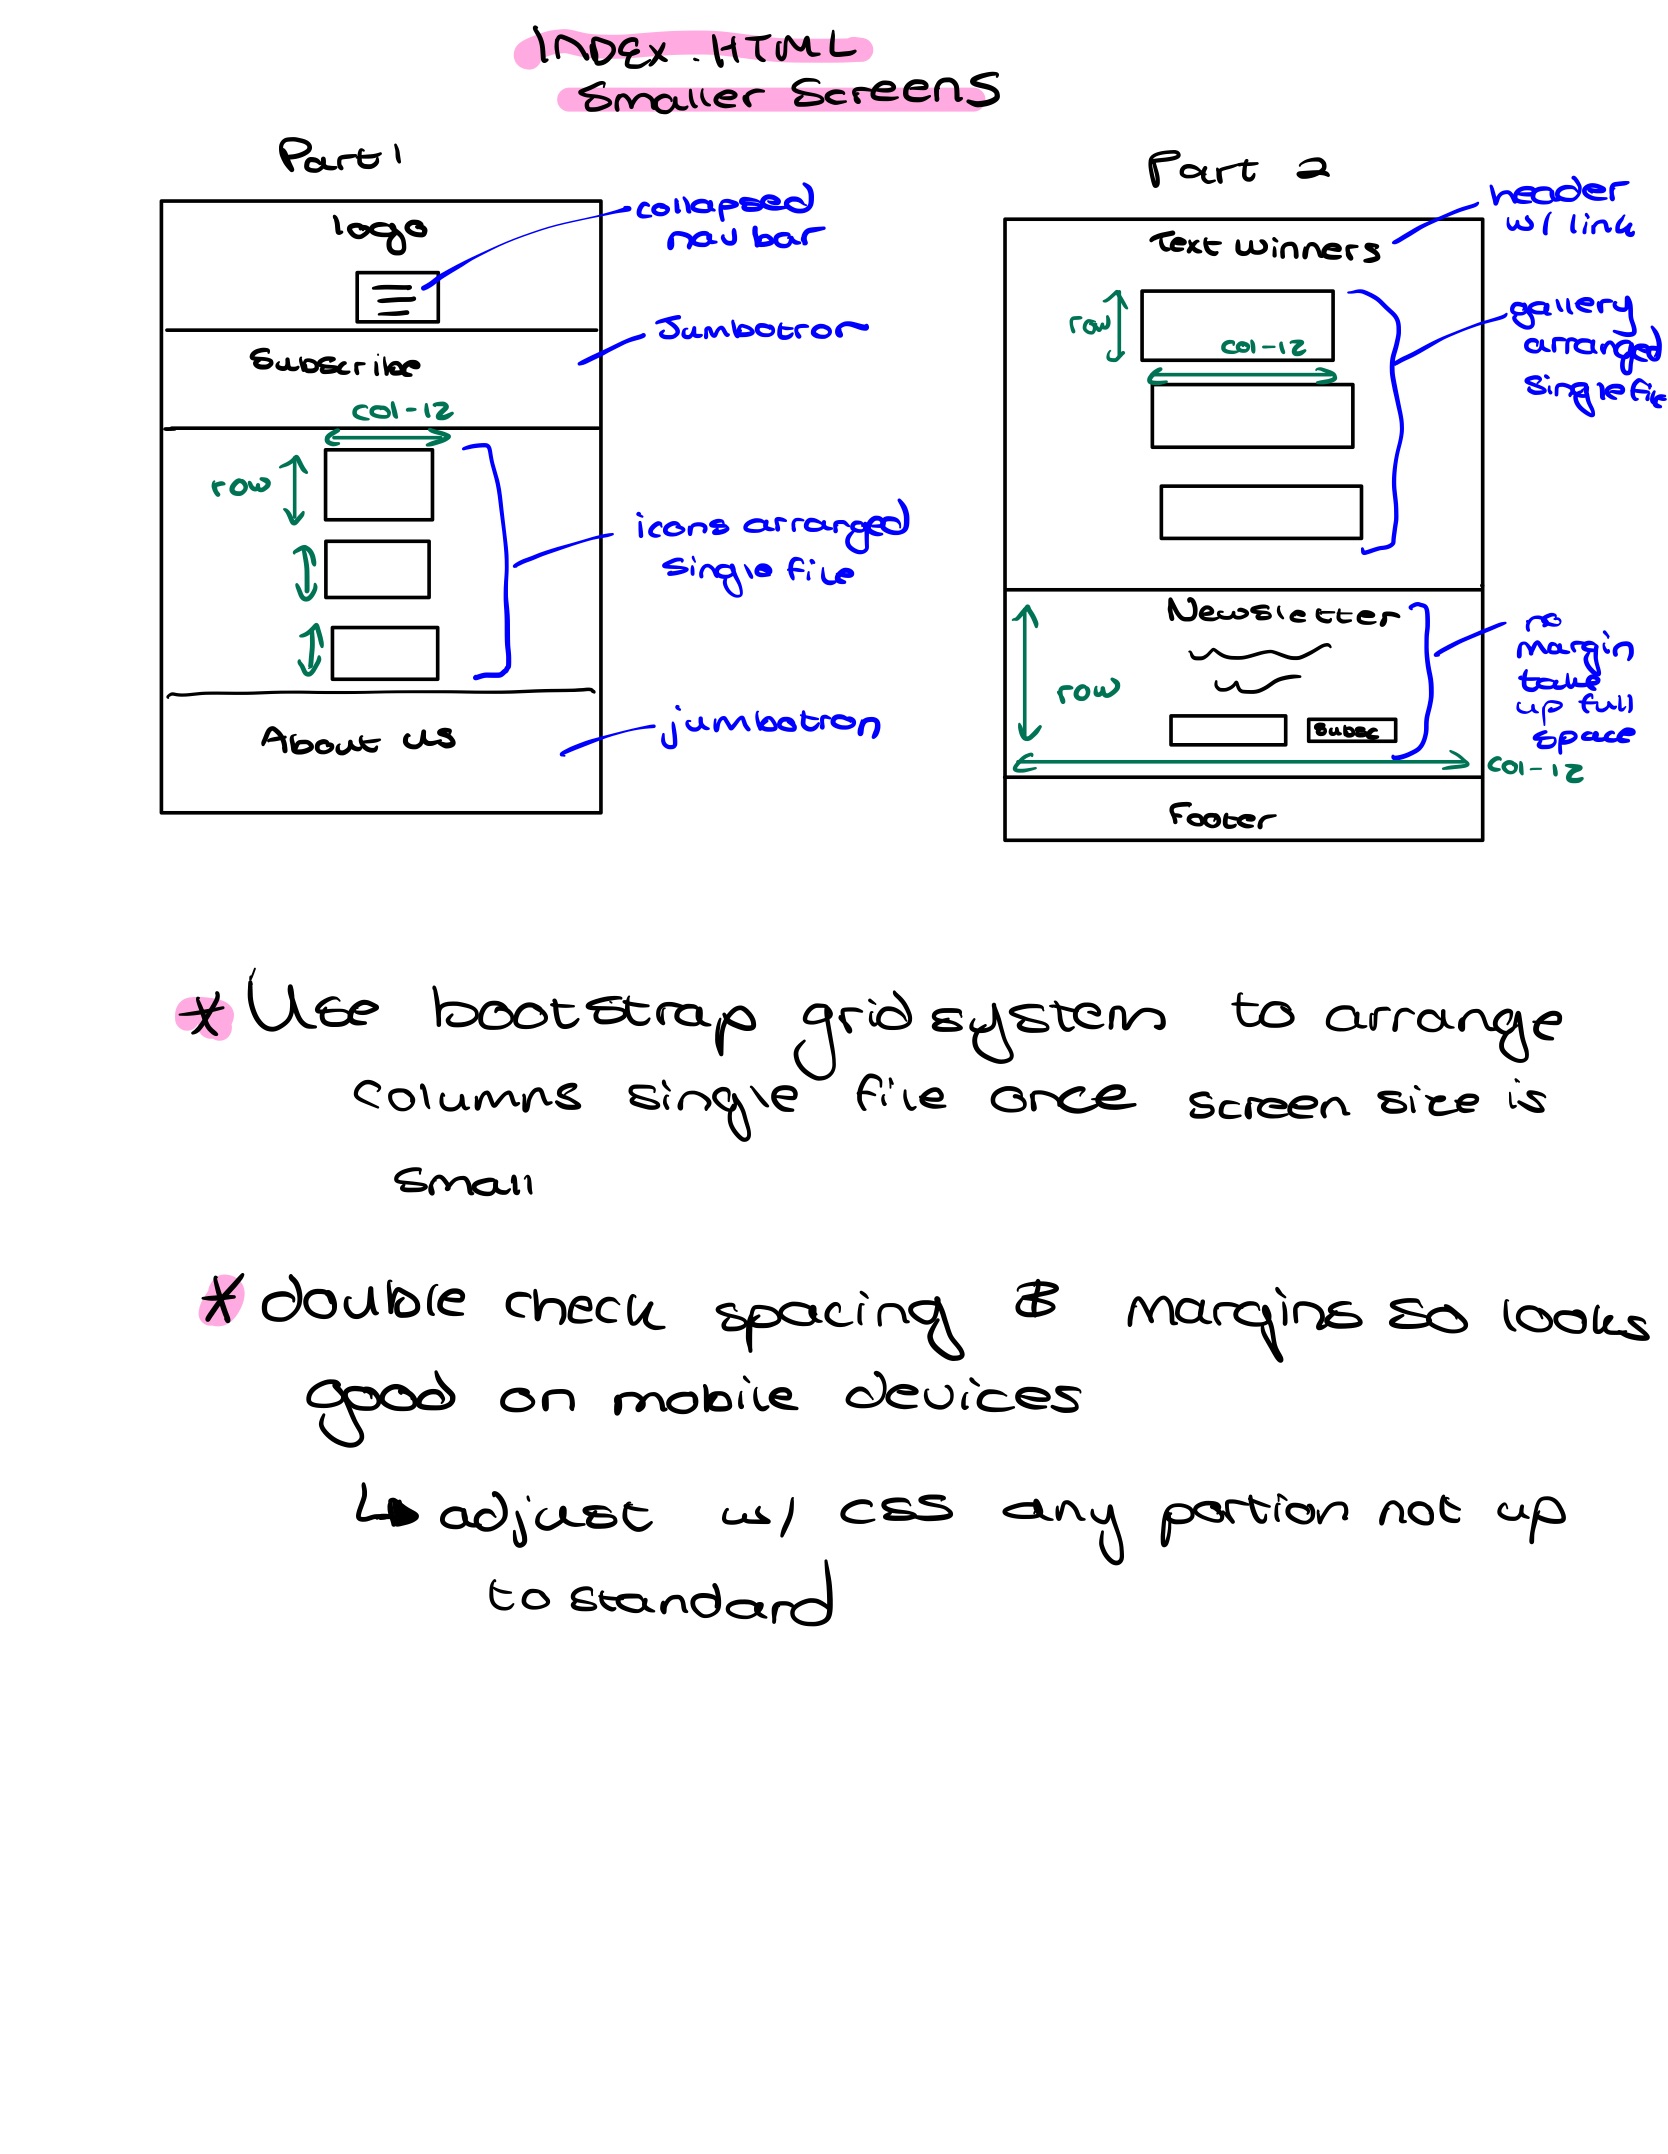 INDEX.HTML
Smaller Screens
Part 1
logo
collapsed
nav bar
Subscribe
Jumbotron
col-12
row
icons arranged
single file
About us
jumbotron
Part 2
Text Winners
header
w/ link
row
col-12
gallery
arranged
single file
Newsletter
row
Subsc
no
margin
take
up full
space
col-12
Footer
* Use bootstrap grid system to arrange
columns single file once screen size is
small
* double check spacing & margins so looks
good on mobile devices
↳ adjust w/ css any portion not up
to standard